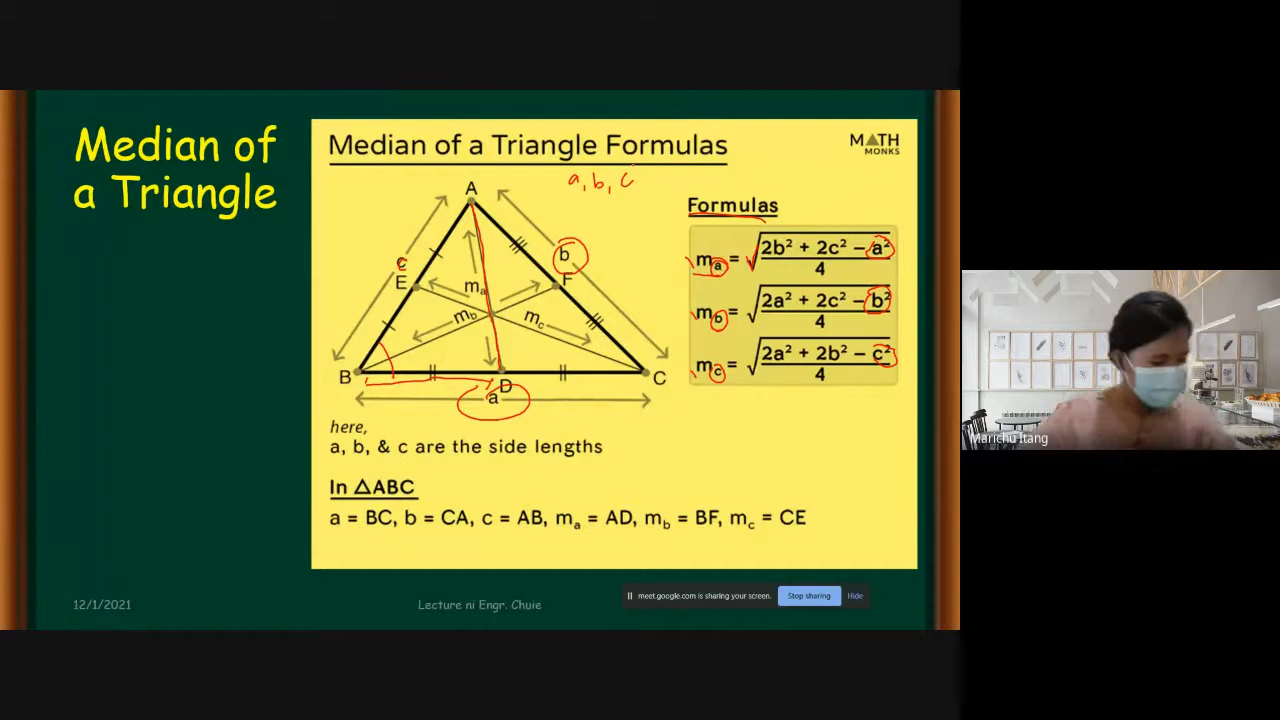 Median of
a Triangle
Median of a Triangle Formulas
MATH
MONKS
a, b, c
A
Formulas
mₐ = √(2b² + 2c² − a²)/4
m_b = √(2a² + 2c² − b²)/4
m_c = √(2a² + 2b² − c²)/4
c
b
E
F
mₐ
m_b
m_c
B
D
C
a
here,
a, b, & c are the side lengths
In △ABC
a = BC, b = CA, c = AB, mₐ = AD, m_b = BF, m_c = CE
12/1/2021
Lecture ni Engr. Chuie
meet.google.com is sharing your screen.
Stop sharing
Hide
Marichu Itang